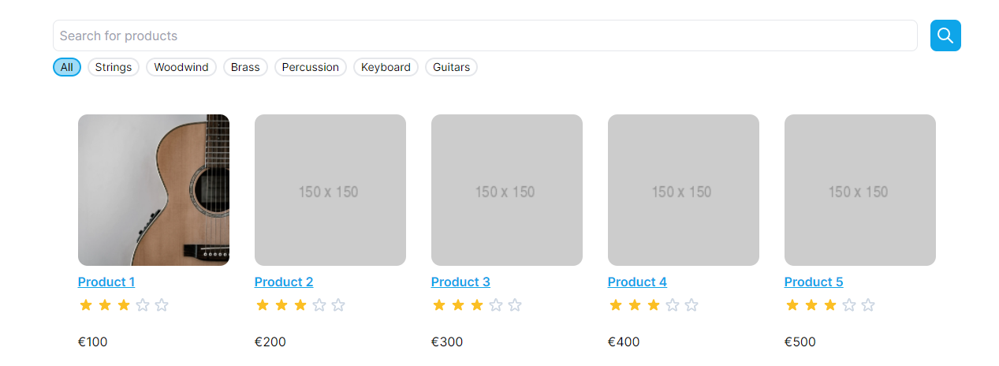 Search for products
All Strings Woodwind Brass Percussion Keyboard Guitars
150 x 150 150 x 150 150 x 150 150 x 150
Product 1 Product 2 Product 3 Product 4 Product 5
€100 €200 €300 €400 €500